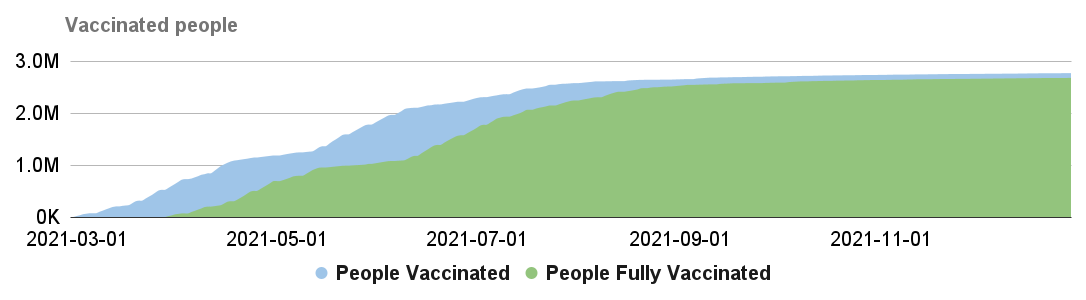 Vaccinated people
3.0M
2.0M
1.0M
0K
2021-03-01 2021-05-01 2021-07-01 2021-09-01 2021-11-01
People Vaccinated People Fully Vaccinated